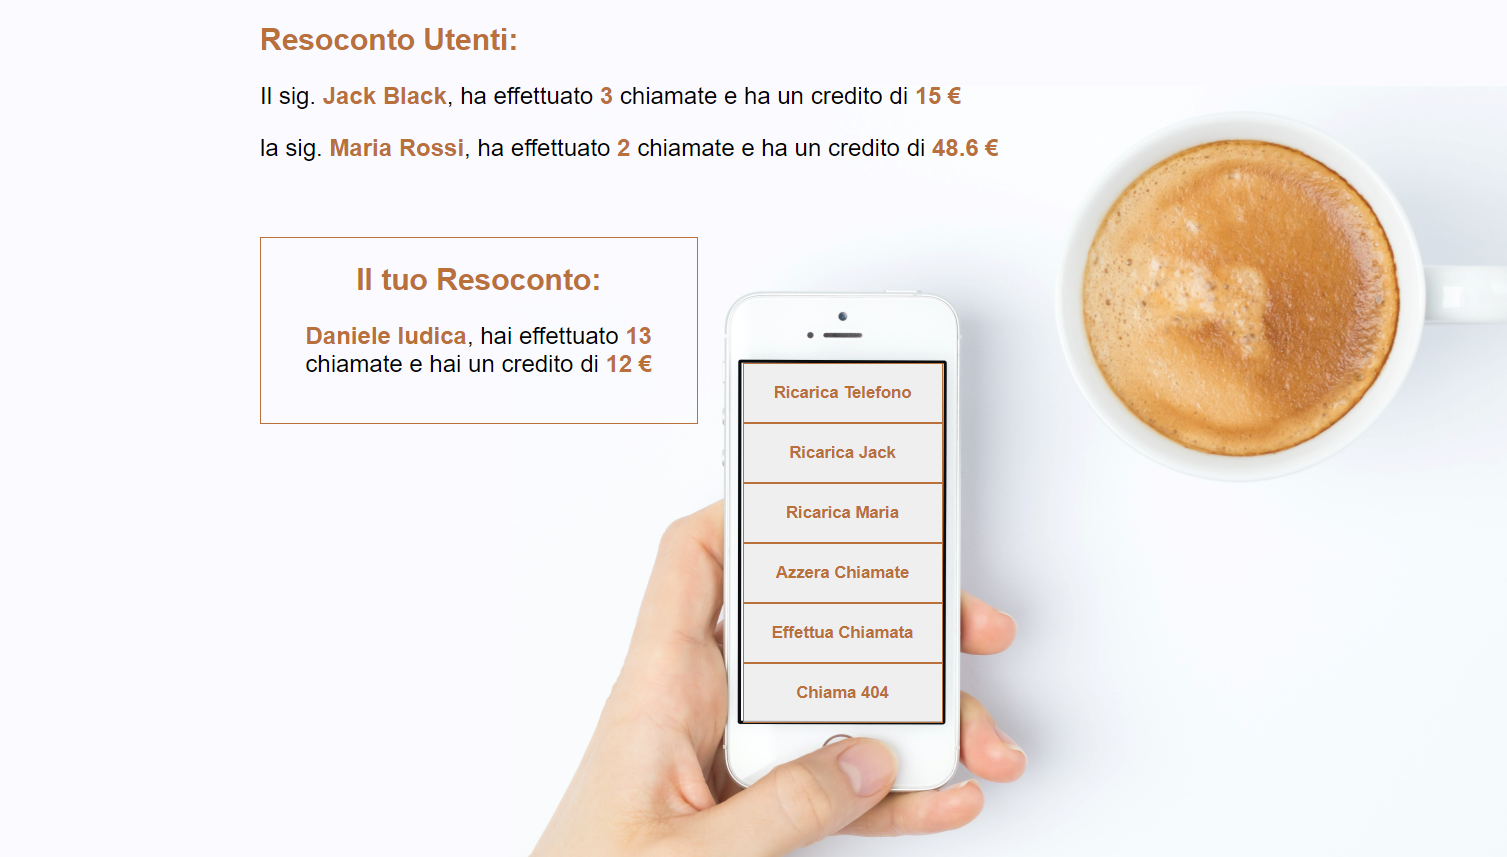 Resoconto Utenti:
Il sig. Jack Black, ha effettuato 3 chiamate e ha un credito di 15 €
la sig. Maria Rossi, ha effettuato 2 chiamate e ha un credito di 48.6 €
Il tuo Resoconto:
Daniele Iudica, hai effettuato 13
chiamate e hai un credito di 12 €
Ricarica Telefono
Ricarica Jack
Ricarica Maria
Azzera Chiamate
Effettua Chiamata
Chiama 404